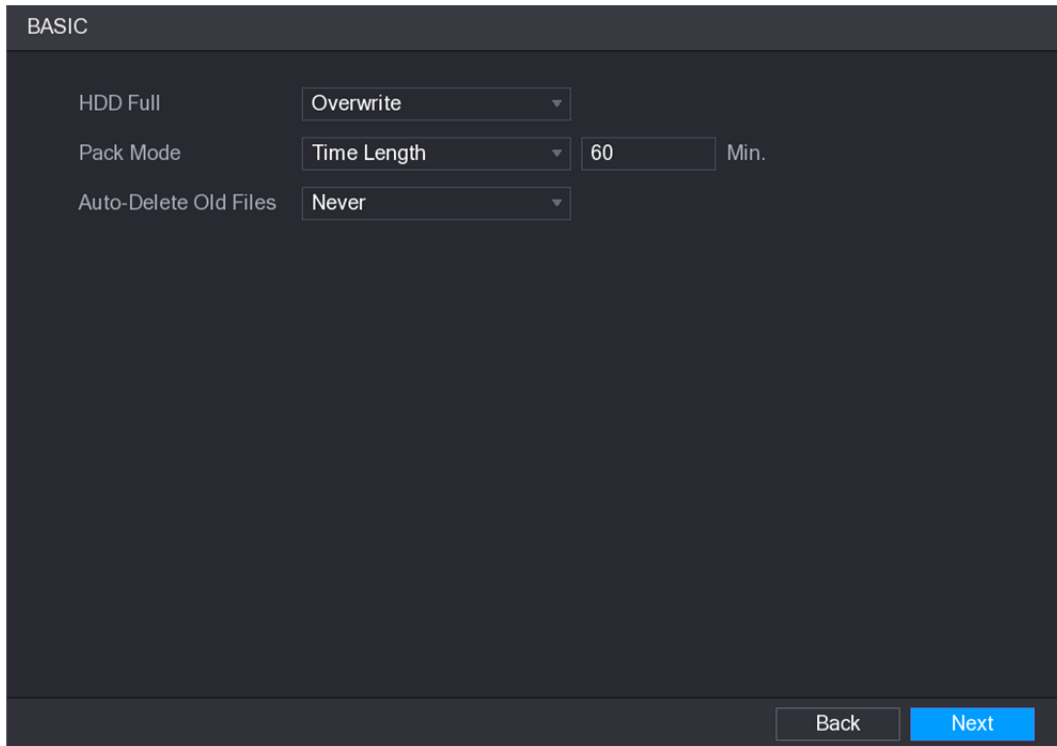 BASIC
HDD Full Overwrite
Pack Mode Time Length 60 Min.
Auto-Delete Old Files Never
Back Next